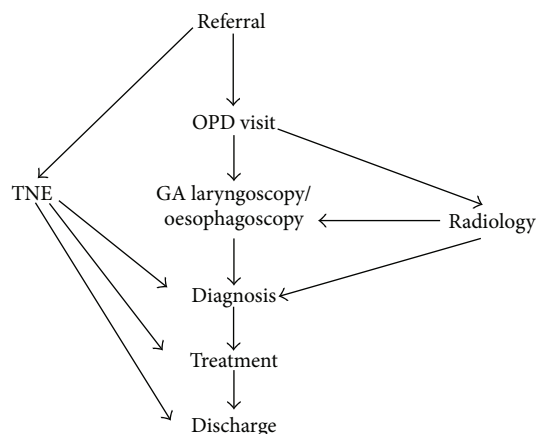 Referral
OPD visit
TNE
GA laryngoscopy/
oesophagoscopy
Radiology
Diagnosis
Treatment
Discharge